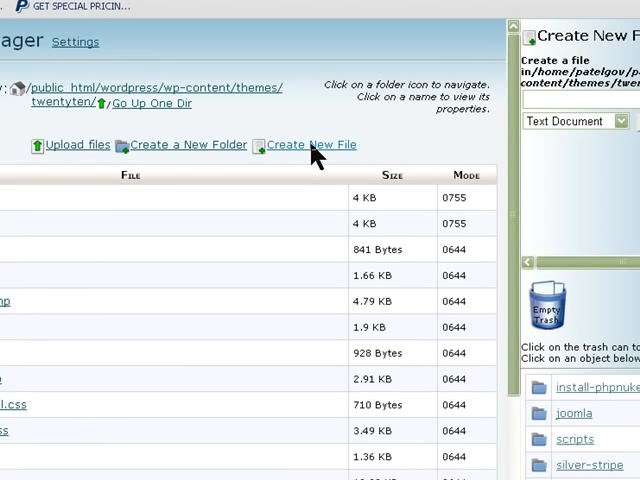 GET SPECIAL PRICIN...
ager Settings
Create New F
y: /public_html/wordpress/wp-content/themes/
twentyten/ / Go Up One Dir
Click on a folder icon to navigate.
Click on a name to view its
properties.
Create a file
in/home/patelgov/p
content/themes/twen
Text Document
Upload files Create a New Folder Create New File
File Size Mode
4 KB 0755
4 KB 0755
841 Bytes 0644
1.66 KB 0644
hp 4.79 KB 0644
1.9 KB 0644
928 Bytes 0644
2.91 KB 0644
l.css 710 Bytes 0644
ss 3.49 KB 0644
1.36 KB 0644
Empty
Trash
Click on the trash can to
Click on an object below
install-phpnuke
joomla
scripts
silver-stripe